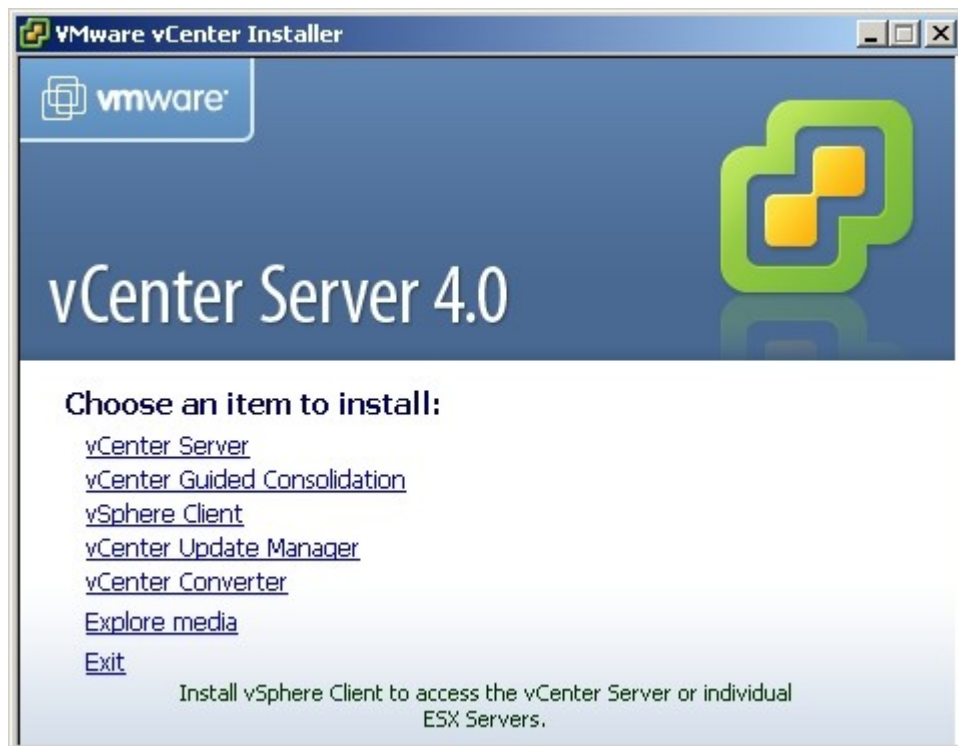 VMware vCenter Installer
vmware
vCenter Server 4.0
Choose an item to install:
vCenter Server
vCenter Guided Consolidation
vSphere Client
vCenter Update Manager
vCenter Converter
Explore media
Exit
Install vSphere Client to access the vCenter Server or individual
ESX Servers.